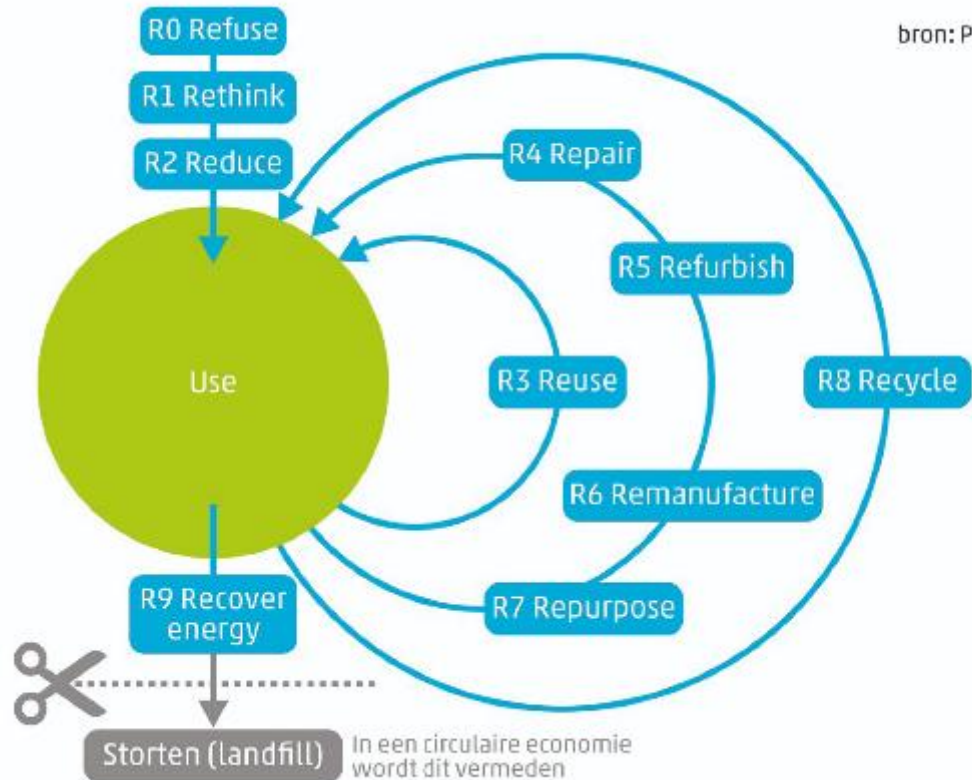 R0 Refuse
bron: P
R1 Rethink
R2 Reduce
R4 Repair
R5 Refurbish
Use
R3 Reuse
R8 Recycle
R6 Remanufacture
R9 Recover
energy
R7 Repurpose
Storten (landfill)
In een circulaire economie
wordt dit vermeden